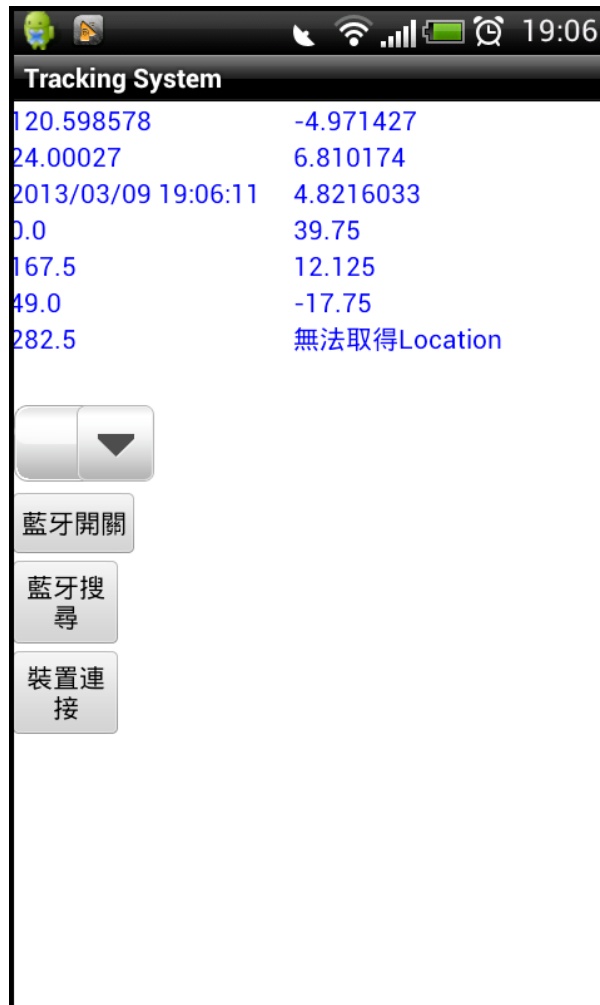 19:06
Tracking System
120.598578 -4.971427
24.00027 6.810174
2013/03/09 19:06:11 4.8216033
0.0 39.75
167.5 12.125
49.0 -17.75
282.5 無法取得Location
藍牙開關
藍牙搜
尋
裝置連
接